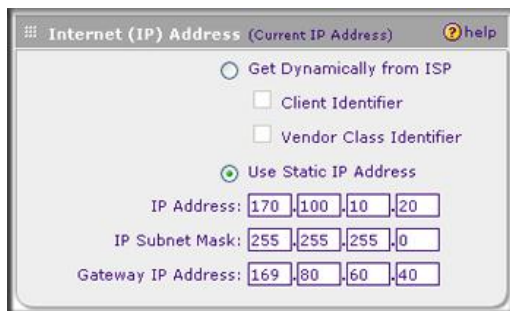 Internet (IP) Address (Current IP Address) ?help
Get Dynamically from ISP
Client Identifier
Vendor Class Identifier
Use Static IP Address
IP Address: 170 .100 .10 .20
IP Subnet Mask: 255 .255 .255 .0
Gateway IP Address: 169 .80 .60 .40